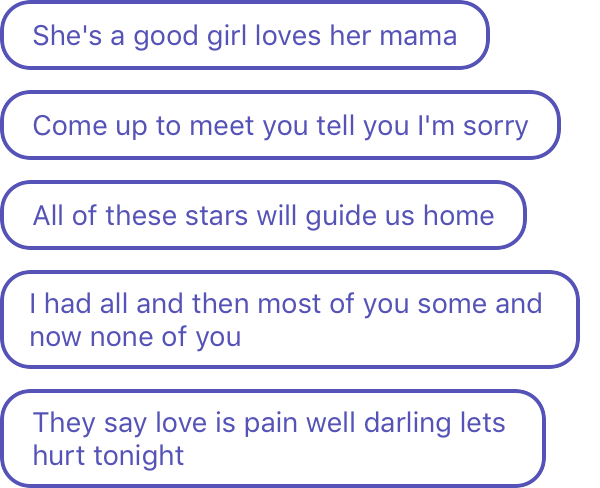 She's a good girl loves her mama
Come up to meet you tell you I'm sorry
All of these stars will guide us home
I had all and then most of you some and
now none of you
They say love is pain well darling lets
hurt tonight